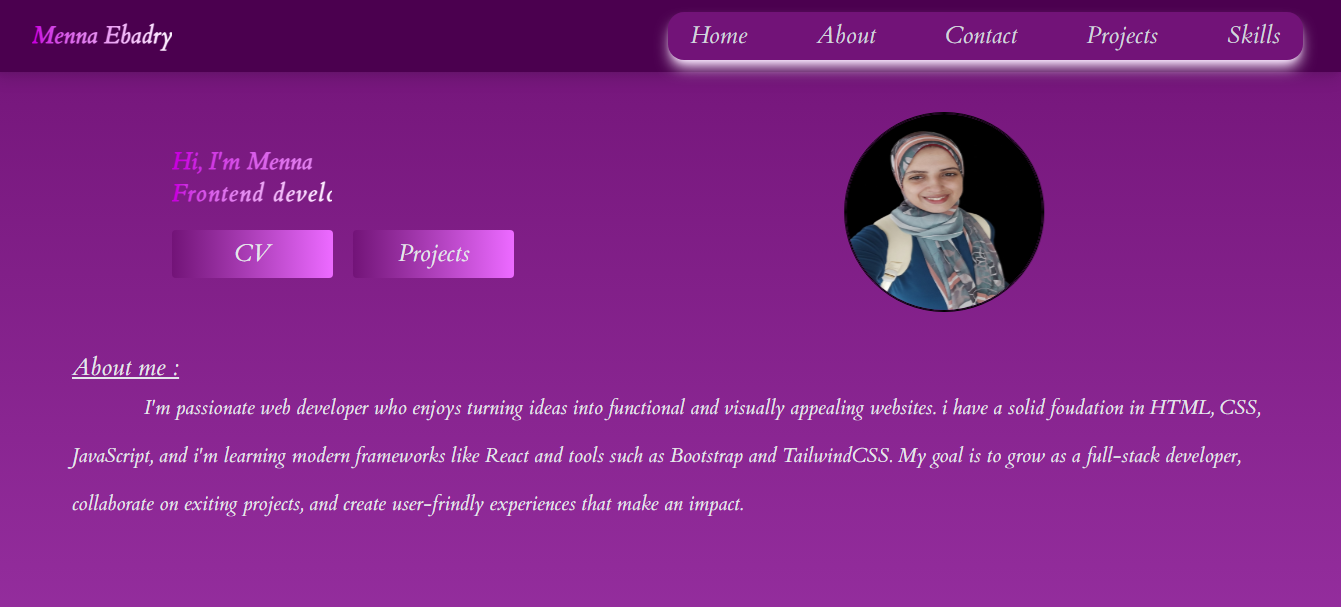 Menna Ebadry
Home About Contact Projects Skills
Hi, I'm Menna
Frontend develo
CV Projects
About me :
I'm passionate web developer who enjoys turning ideas into functional and visually appealing websites. i have a solid foudation in HTML, CSS,
JavaScript, and i'm learning modern frameworks like React and tools such as Bootstrap and TailwindCSS. My goal is to grow as a full-stack developer,
collaborate on exiting projects, and create user-frindly experiences that make an impact.